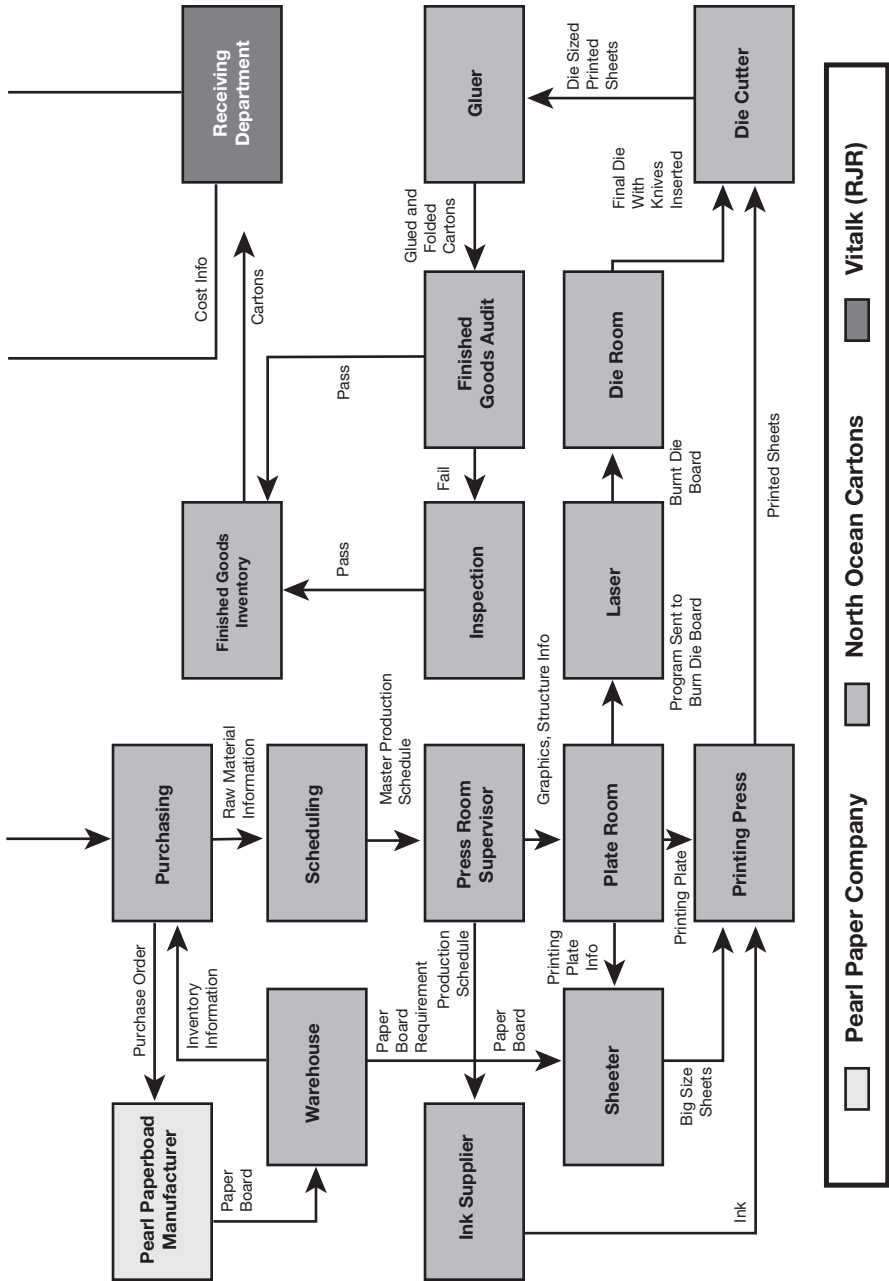 Pearl Paperboad
Manufacturer
Purchase Order
Purchasing
Paper
Board
Inventory
Information
Raw Material
Information
Finished Goods
Inventory
Cost Info
Cartons
Receiving
Department
Warehouse
Scheduling
Pass
Pass
Paper
Board
Requirement
Master Production
Schedule
Ink Supplier
Production
Schedule
Press Room
Supervisor
Inspection
Fail
Finished
Goods Audit
Glued and
Folded
Cartons
Gluer
Paper
Board
Printing
Plate
Info
Graphics, Structure Info
Die Sized
Printed
Sheets
Sheeter
Plate Room
Laser
Die Room
Final Die
With
Knives
Inserted
Big Size
Sheets
Printing Plate
Program Sent to
Burn Die Board
Burnt Die
Board
Ink
Printing Press
Printed Sheets
Die Cutter
Pearl Paper Company
North Ocean Cartons
Vitalk (RJR)